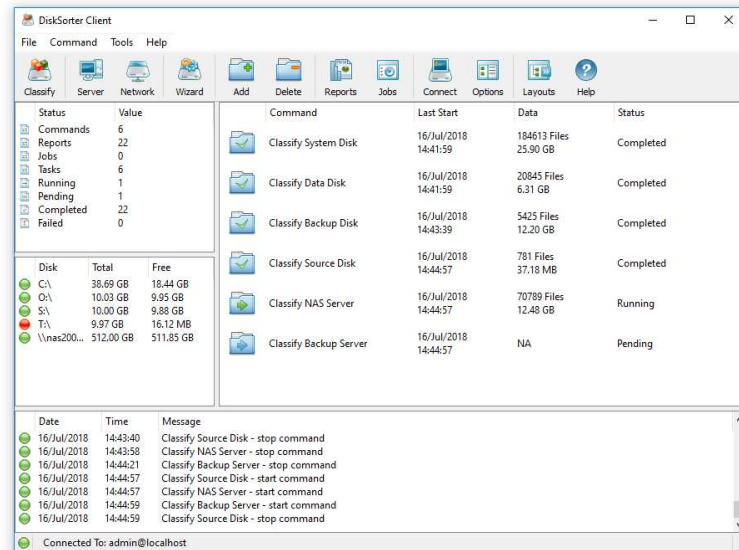 DiskSorter Client
File Command Tools Help
Classify Server Network Wizard Add Delete Reports Jobs Connect Options Layouts Help
Status Value
Commands 6
Reports 22
Jobs 0
Tasks 6
Running 1
Pending 1
Completed 22
Failed 0
Disk Total Free
C:\ 38.69 GB 18.44 GB
O:\ 10.03 GB 9.95 GB
S:\ 10.00 GB 9.88 GB
T:\ 9.97 GB 16.12 MB
\\nas200... 512.00 GB 511.85 GB
Command Last Start Data Status
Classify System Disk 16/Jul/2018 14:41:59 184613 Files 25.90 GB Completed
Classify Data Disk 16/Jul/2018 14:41:59 20845 Files 6.31 GB Completed
Classify Backup Disk 16/Jul/2018 14:43:39 5425 Files 12.20 GB Completed
Classify Source Disk 16/Jul/2018 14:44:57 781 Files 37.18 MB Completed
Classify NAS Server 16/Jul/2018 14:44:57 70789 Files 12.48 GB Running
Classify Backup Server 16/Jul/2018 14:44:57 NA Pending
Date Time Message
16/Jul/2018 14:43:40 Classify Source Disk - stop command
16/Jul/2018 14:43:58 Classify NAS Server - stop command
16/Jul/2018 14:44:21 Classify Backup Server - stop command
16/Jul/2018 14:44:57 Classify Source Disk - start command
16/Jul/2018 14:44:57 Classify NAS Server - start command
16/Jul/2018 14:44:59 Classify Backup Server - start command
16/Jul/2018 14:44:59 Classify Source Disk - stop command
Connected To: admin@localhost